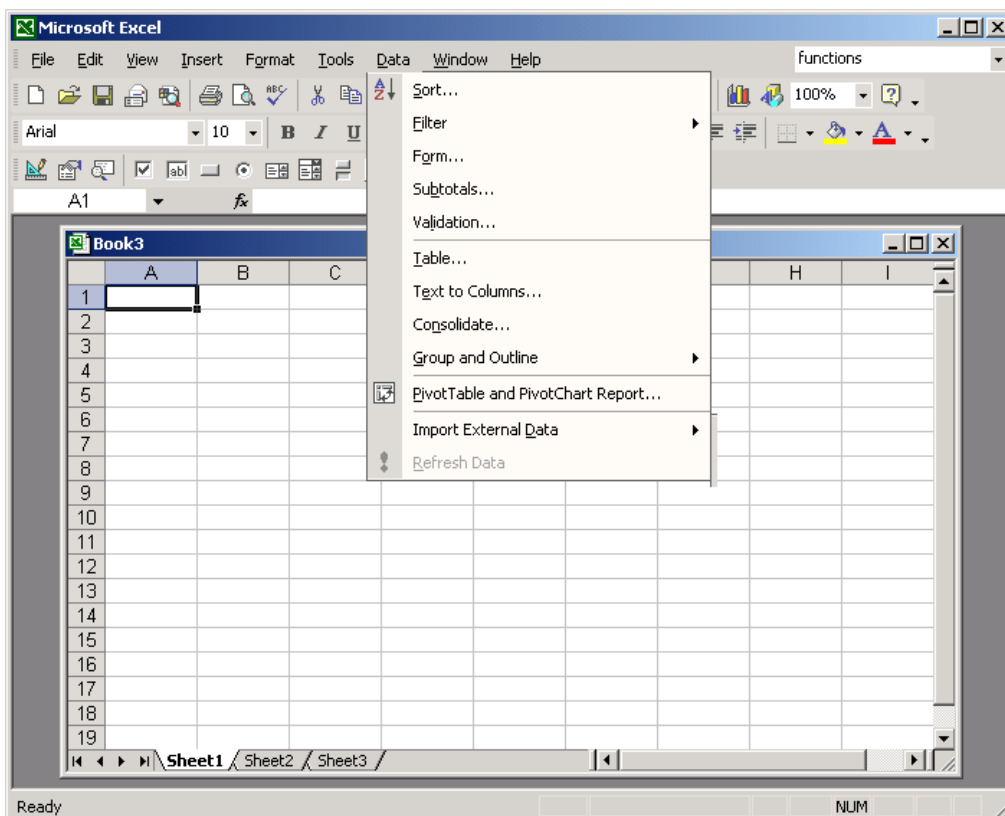 Microsoft Excel
File Edit View Insert Format Tools Data Window Help functions
ABC 100%
Arial 10 B I U A
abl
A1 fx
Sort...
Filter
Form...
Subtotals...
Validation...
Table...
Text to Columns...
Consolidate...
Group and Outline
PivotTable and PivotChart Report...
Import External Data
Refresh Data
Book3
A B C H I
1
2
3
4
5
6
7
8
9
10
11
12
13
14
15
16
17
18
19
Sheet1 Sheet2 Sheet3
Ready NUM